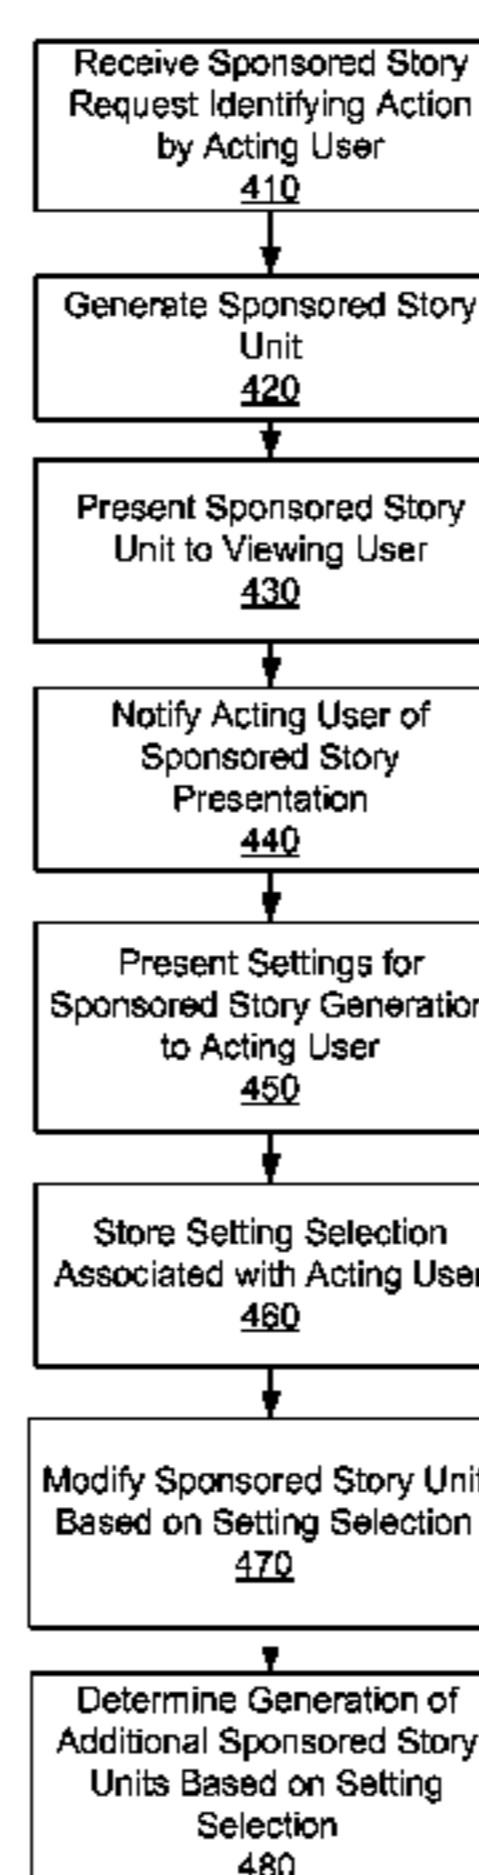 Receive Sponsored Story
Request Identifying Action
by Acting User
410
Generate Sponsored Story
Unit
420
Present Sponsored Story
Unit to Viewing User
430
Notify Acting User of
Sponsored Story
Presentation
440
Present Settings for
Sponsored Story Generation
to Acting User
450
Store Setting Selection
Associated with Acting User
460
Modify Sponsored Story Unit
Based on Setting Selection
470
Determine Generation of
Additional Sponsored Story
Units Based on Setting
Selection
480